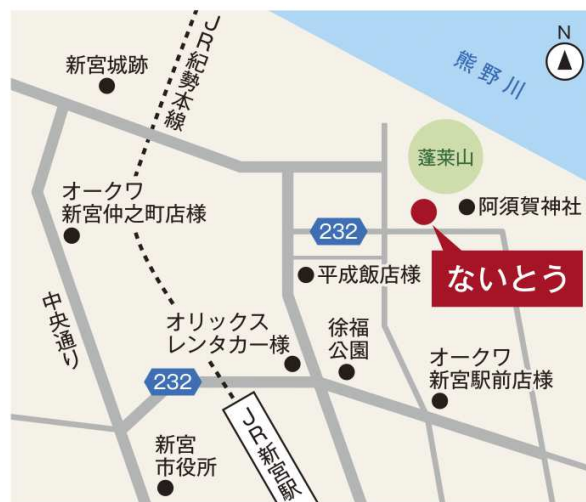 N
JR紀勢本線
新宮城跡
熊野川
蓬莱山
阿須賀神社
オークワ
新宮仲之町店様
232
ないとう
平成飯店様
中央通り
オリックス
レンタカー様
徐福
公園
オークワ
新宮駅前店様
232
JR新宮駅
新宮
市役所